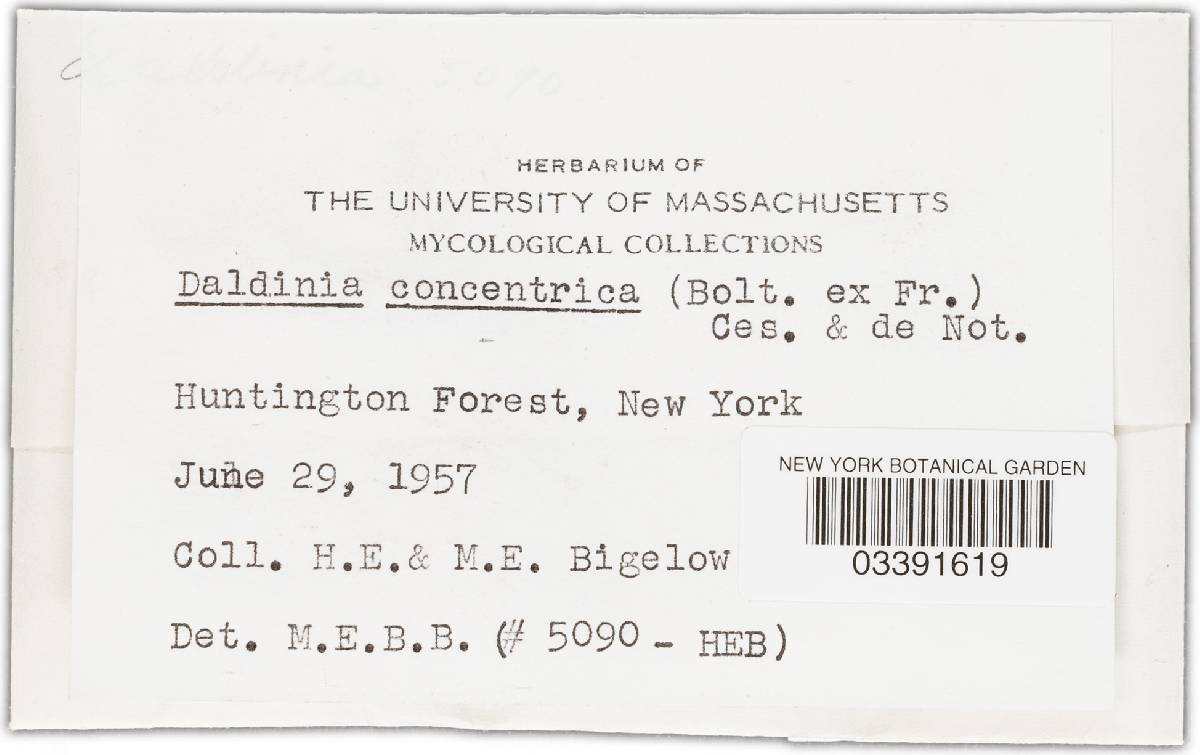 Daldinia 5090
HERBARIUM OF
THE UNIVERSITY OF MASSACHUSETTS
MYCOLOGICAL COLLECTIONS
Daldinia concentrica (Bolt. ex Fr.)
Ces. & de Not.
Huntington Forest, New York
June 29, 1957
NEW YORK BOTANICAL GARDEN
03391619
Coll. H.E.& M.E. Bigelow
Det. M.E.B.B. (# 5090 - HEB)